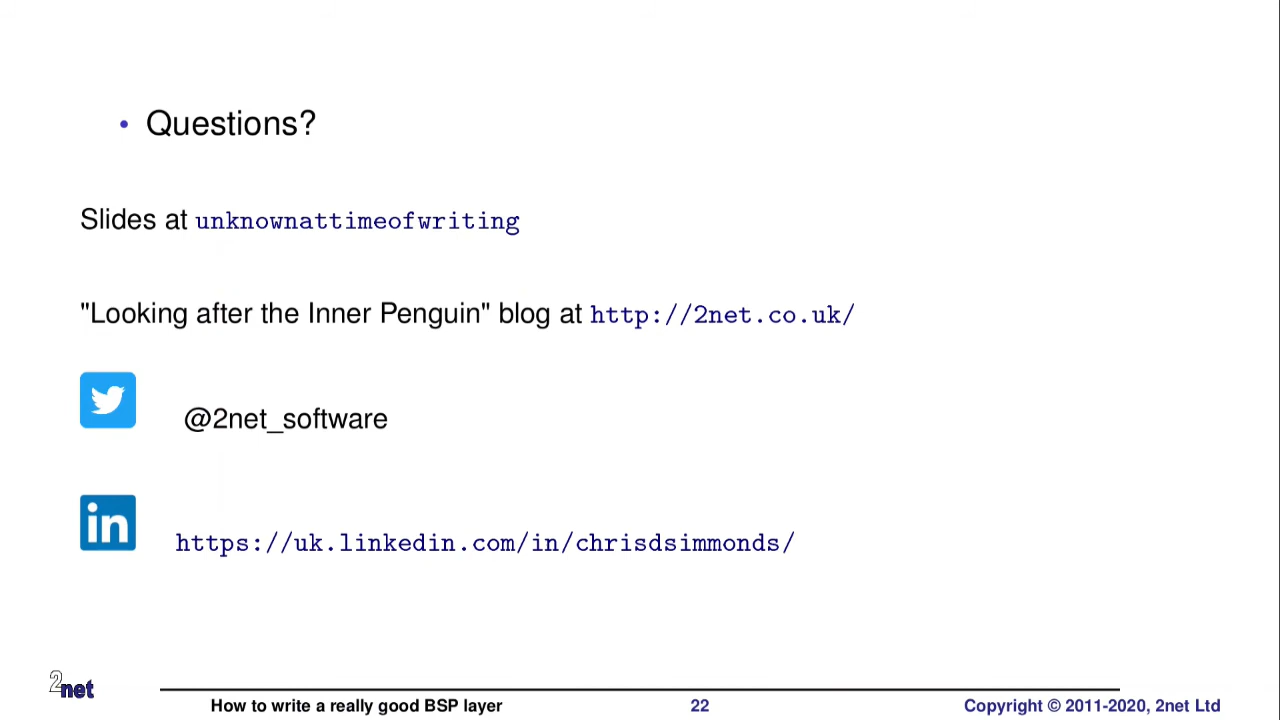 • Questions?
Slides at unknownattimeofwriting
"Looking after the Inner Penguin" blog at http://2net.co.uk/
@2net_software
in
https://uk.linkedin.com/in/chrisdsimmonds/
2net
How to write a really good BSP layer 22 Copyright © 2011-2020, 2net Ltd